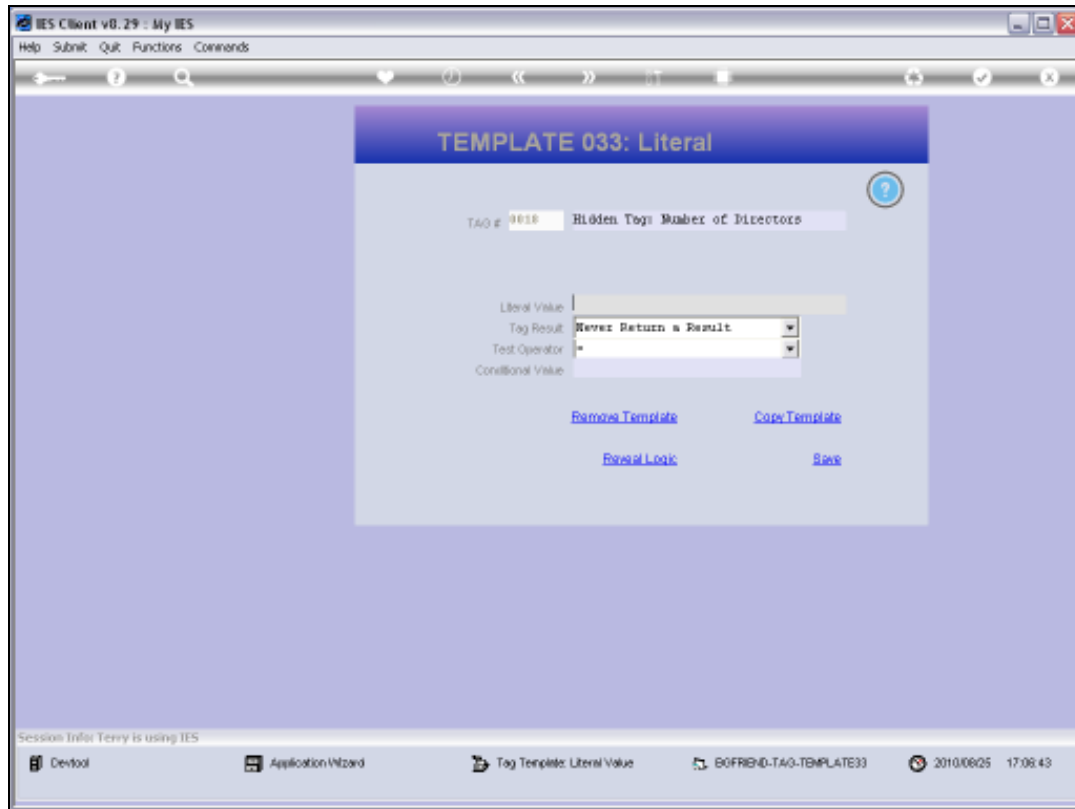 IES Client v8.29 : My IES
Help Submit Quit Functions Commands
TEMPLATE 033: Literal
TAG # 0018 Hidden Tag: Number of Directors
Literal Value
Tag Result Never Return a Result
Test Operator =
Conditional Value
Remove Template Copy Template
Reveal Logic Save
Session Info: Terry is using IES
Devtool Application Wizard Tag Template: Literal Value BGFRIEND-TAG-TEMPLATE33 2010/08/25 17:06:43